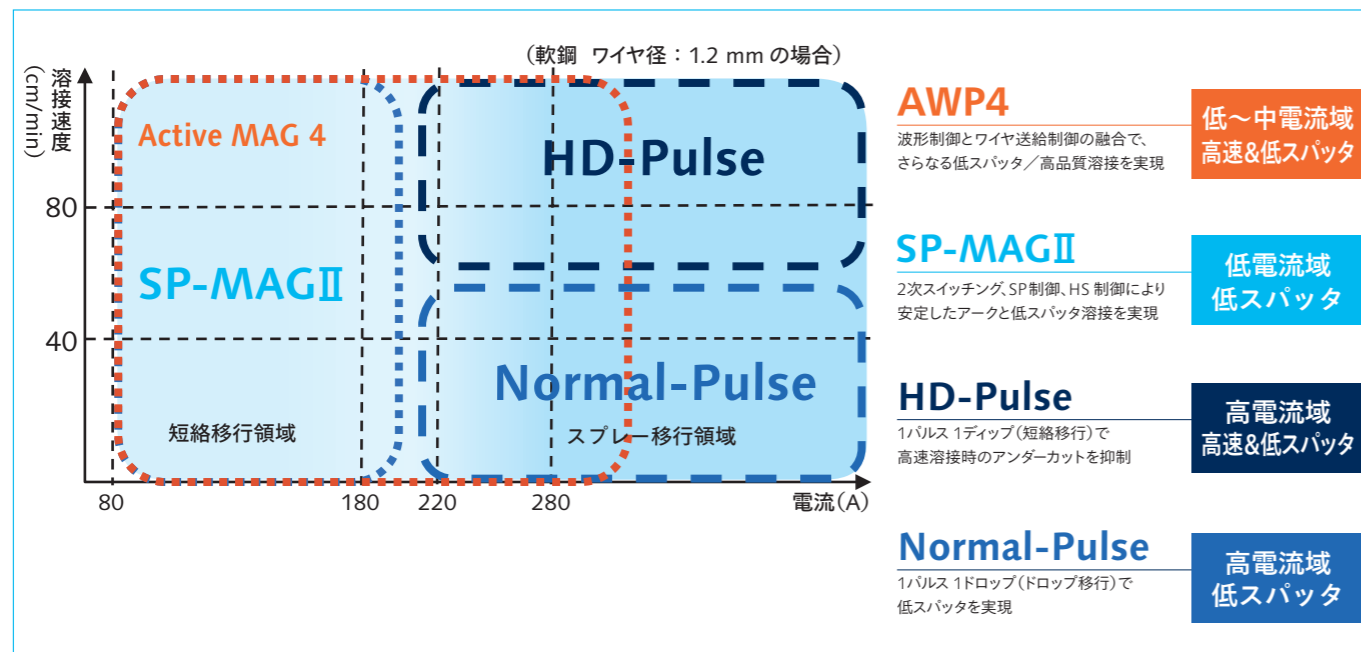 (軟鋼 ワイヤ径：1.2 mm の場合)
溶接速度
(cm/min)
Active MAG 4
HD-Pulse
80
SP-MAGⅡ
40
Normal-Pulse
短絡移行領域
スプレー移行領域
80
180
220
280
電流(A)
AWP4
波形制御とワイヤ送給制御の融合で、
さらなる低スパッタ／高品質溶接を実現
低～中電流域
高速&低スパッタ
SP-MAGⅡ
2次スイッチング、SP制御、HS制御により
安定したアークと低スパッタ溶接を実現
低電流域
低スパッタ
HD-Pulse
1パルス 1ディップ(短絡移行)で
高速溶接時のアンダーカットを抑制
高電流域
高速&低スパッタ
Normal-Pulse
1パルス 1ドロップ(ドロップ移行)で
低スパッタを実現
高電流域
低スパッタ